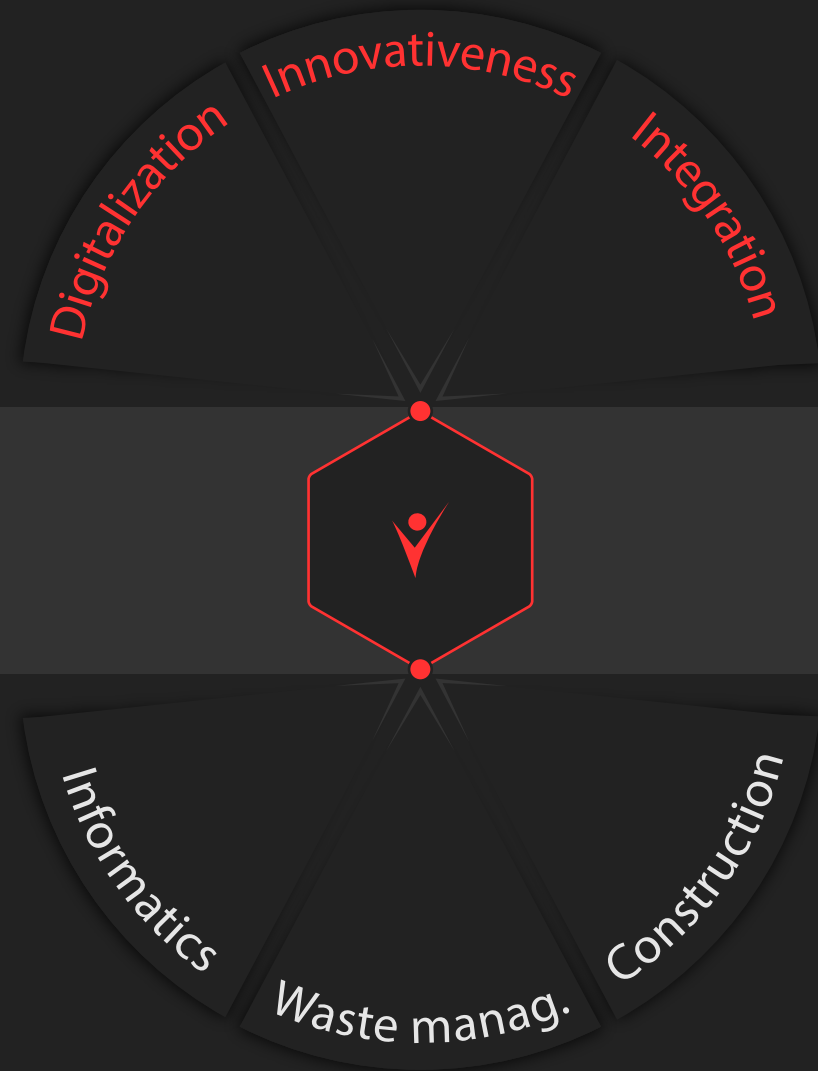 Digitalization
Innovativeness
Integration
Informatics
Waste manag.
Construction